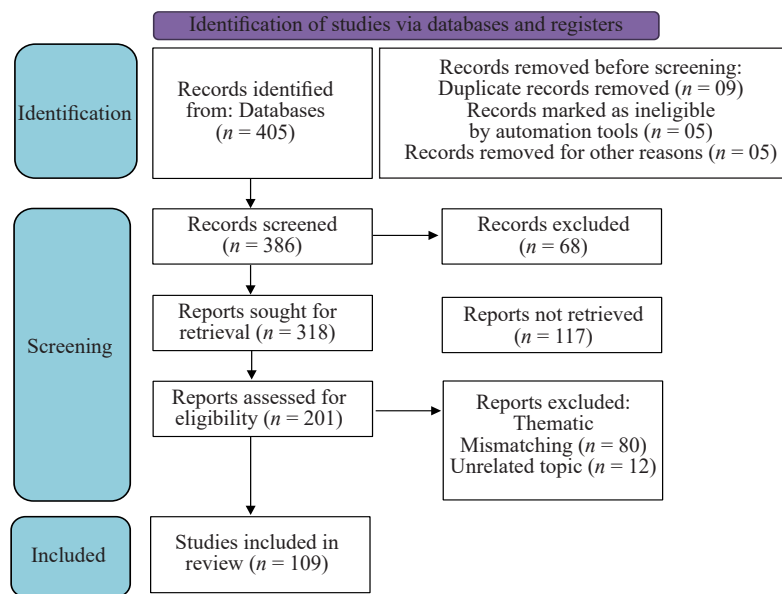 Identification of studies via databases and registers
Identification
Records identified
from: Databases
(n = 405)
Records removed before screening:
Duplicate records removed (n = 09)
Records marked as ineligible
by automation tools (n = 05)
Records removed for other reasons (n = 05)
Screening
Records screened
(n = 386)
Records excluded
(n = 68)
Reports sought for
retrieval (n = 318)
Reports not retrieved
(n = 117)
Reports assessed for
eligibility (n = 201)
Reports excluded:
Thematic
Mismatching (n = 80)
Unrelated topic (n = 12)
Included
Studies included in
review (n = 109)